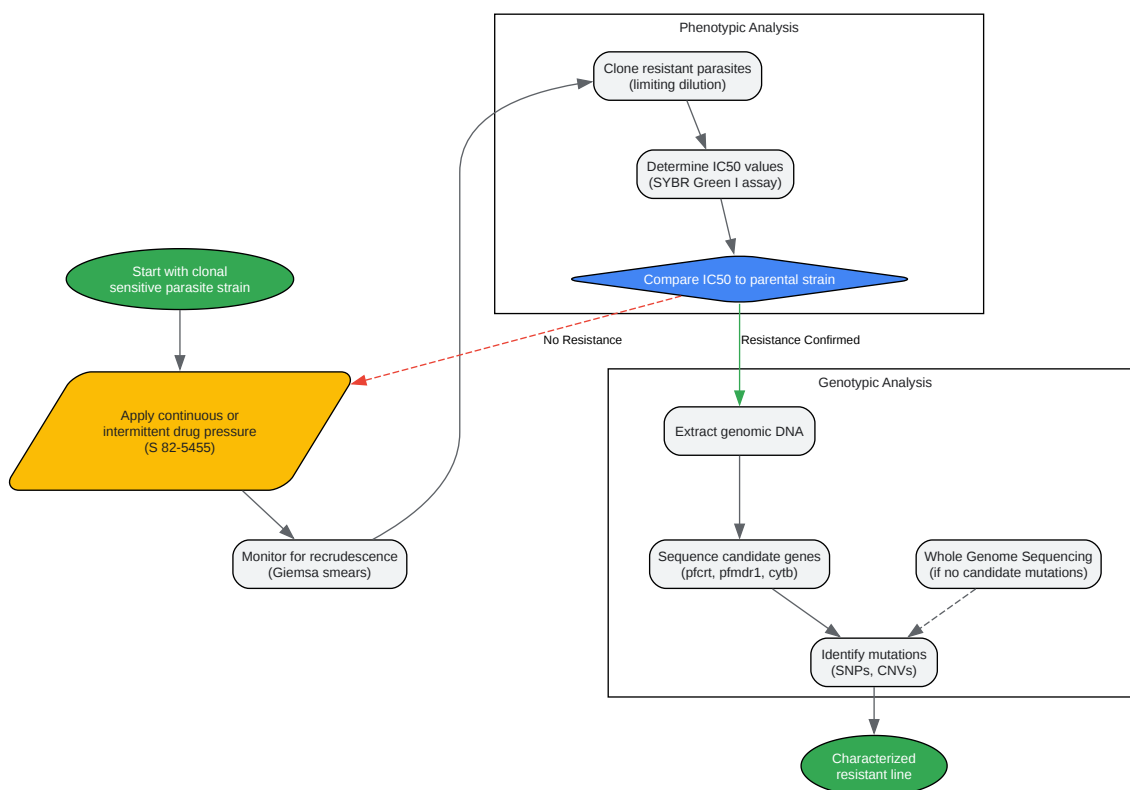 Phenotypic Analysis
Clone resistant parasites
(limiting dilution)
Determine IC50 values
(SYBR Green I assay)
Compare IC50 to parental strain
Start with clonal
sensitive parasite strain
No Resistance
Resistance Confirmed
Apply continuous or
intermittent drug pressure
(S 82-5455)
Monitor for recrudescence
(Giemsa smears)
Genotypic Analysis
Extract genomic DNA
Sequence candidate genes
(pfcrt, pfmdr1, cytb)
Whole Genome Sequencing
(if no candidate mutations)
Identify mutations
(SNPs, CNVs)
Characterized
resistant line